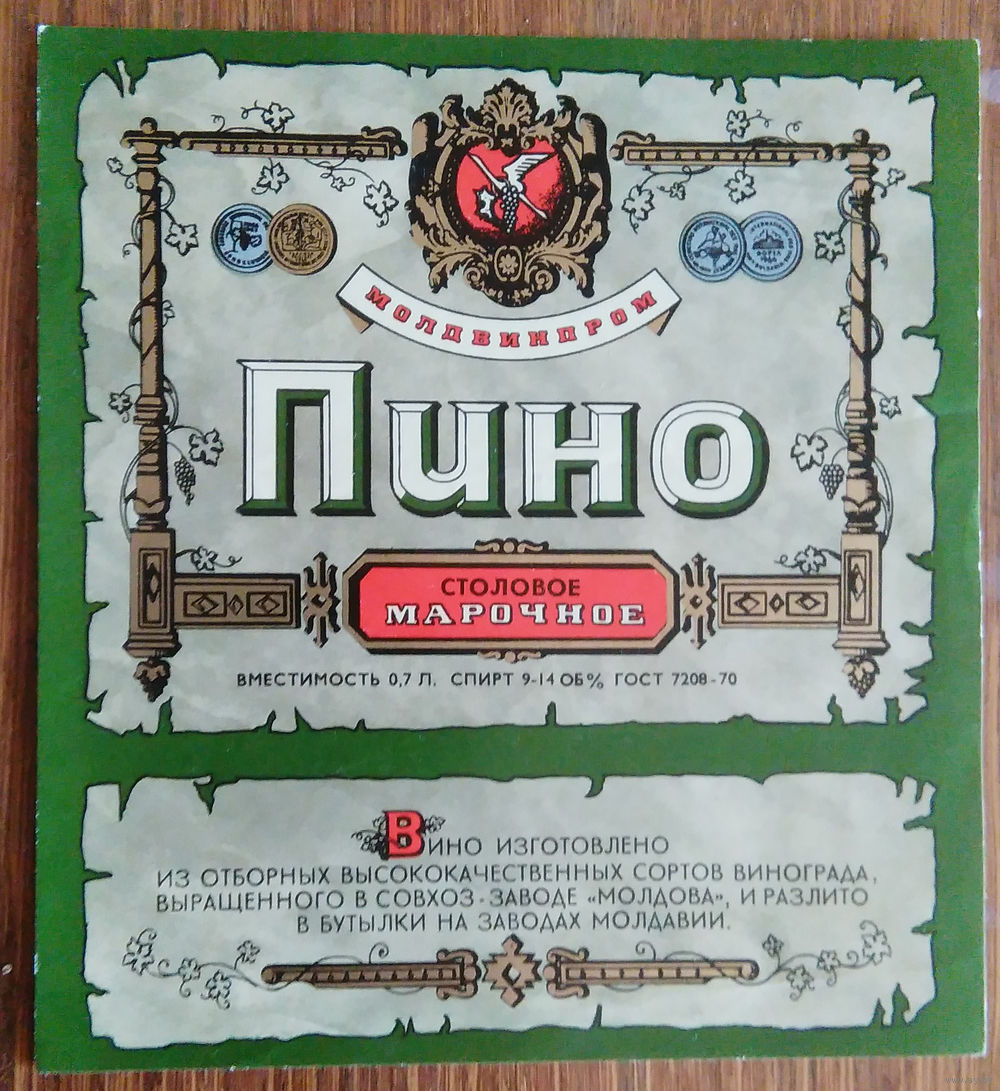 МОЛДВИНПРОМ
Пино
СТОЛОВОЕ
МАРОЧНОЕ
ВМЕСТИМОСТЬ 0,7 Л. СПИРТ 9-14 ОБ% ГОСТ 7208-70
ВИНО ИЗГОТОВЛЕНО
ИЗ ОТБОРНЫХ ВЫСОКОКАЧЕСТВЕННЫХ СОРТОВ ВИНОГРАДА,
ВЫРАЩЕННОГО В СОВХОЗ-ЗАВОДЕ «МОЛДОВА», И РАЗЛИТО
В БУТЫЛКИ НА ЗАВОДАХ МОЛДАВИИ.